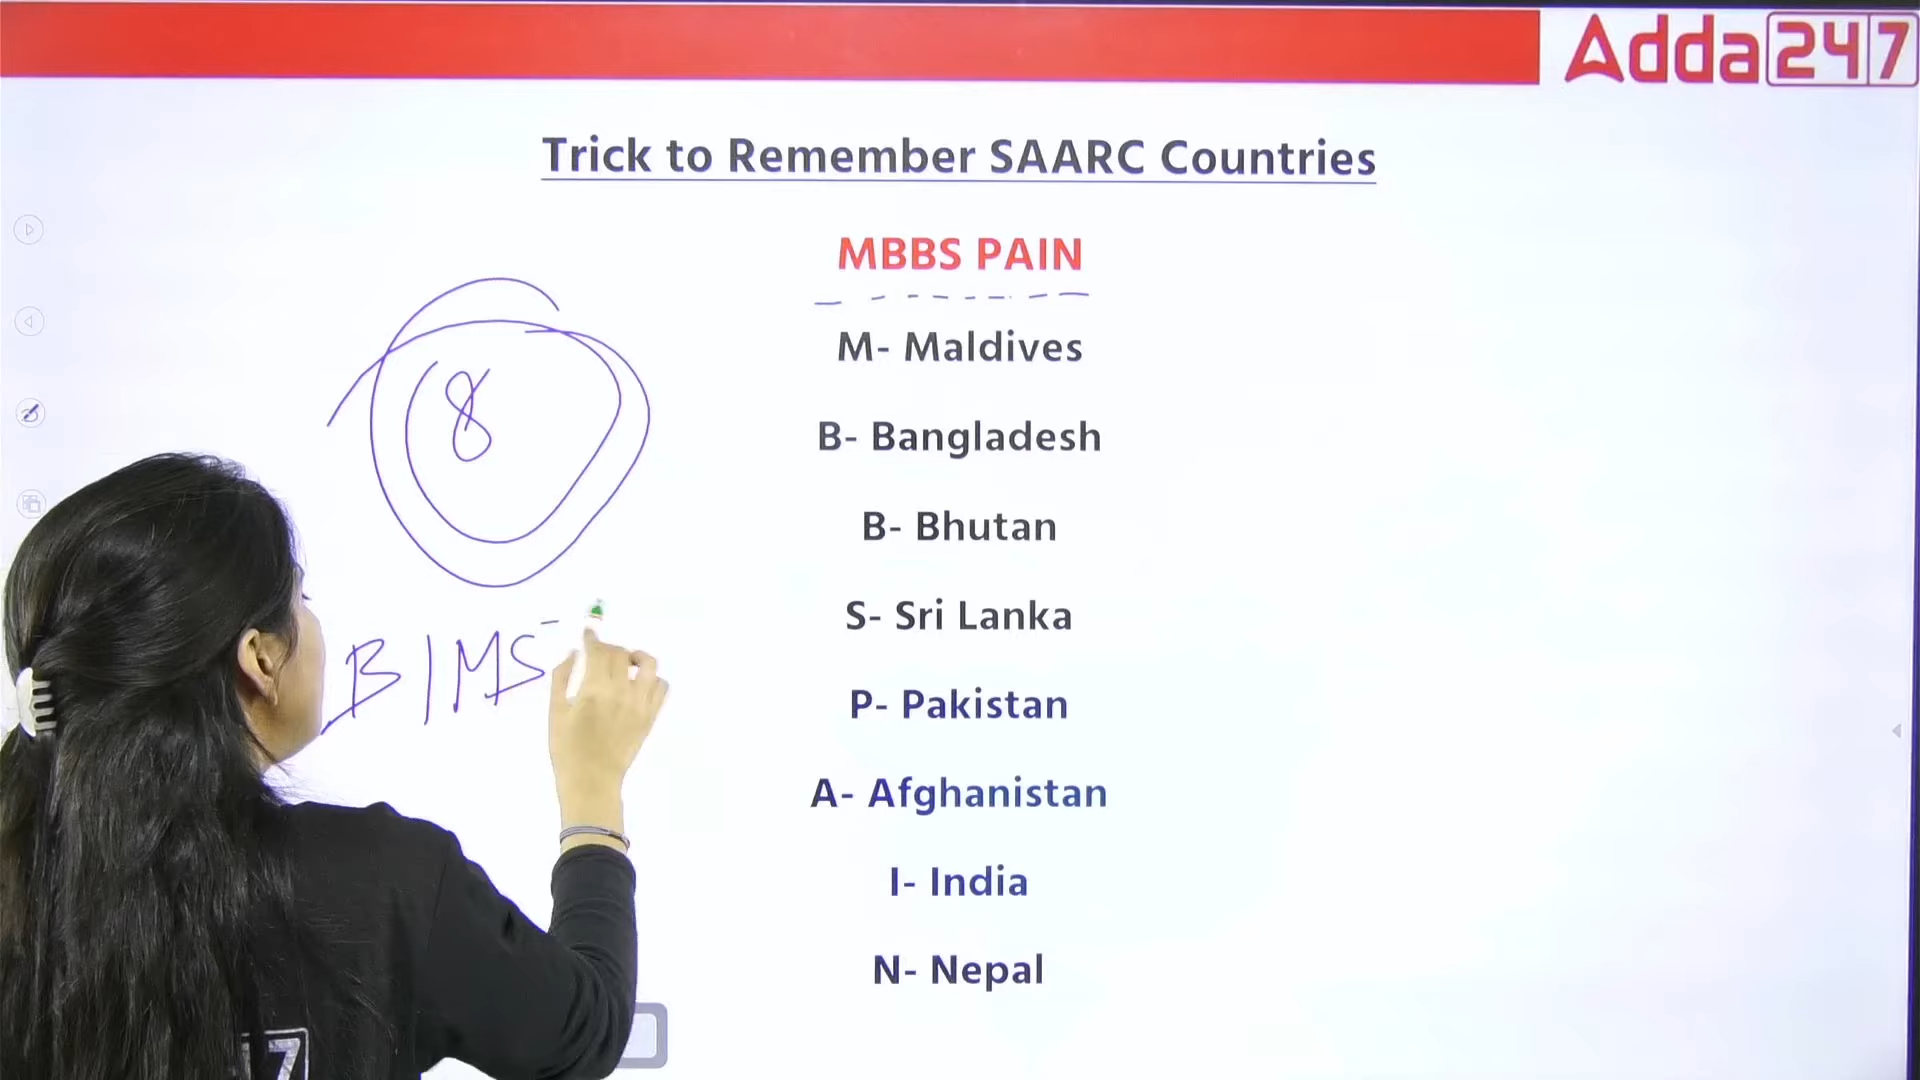 Adda247
Trick to Remember SAARC Countries
MBBS PAIN
M- Maldives
8
B- Bangladesh
B- Bhutan
S- Sri Lanka
BIMS
P- Pakistan
A- Afghanistan
I- India
N- Nepal